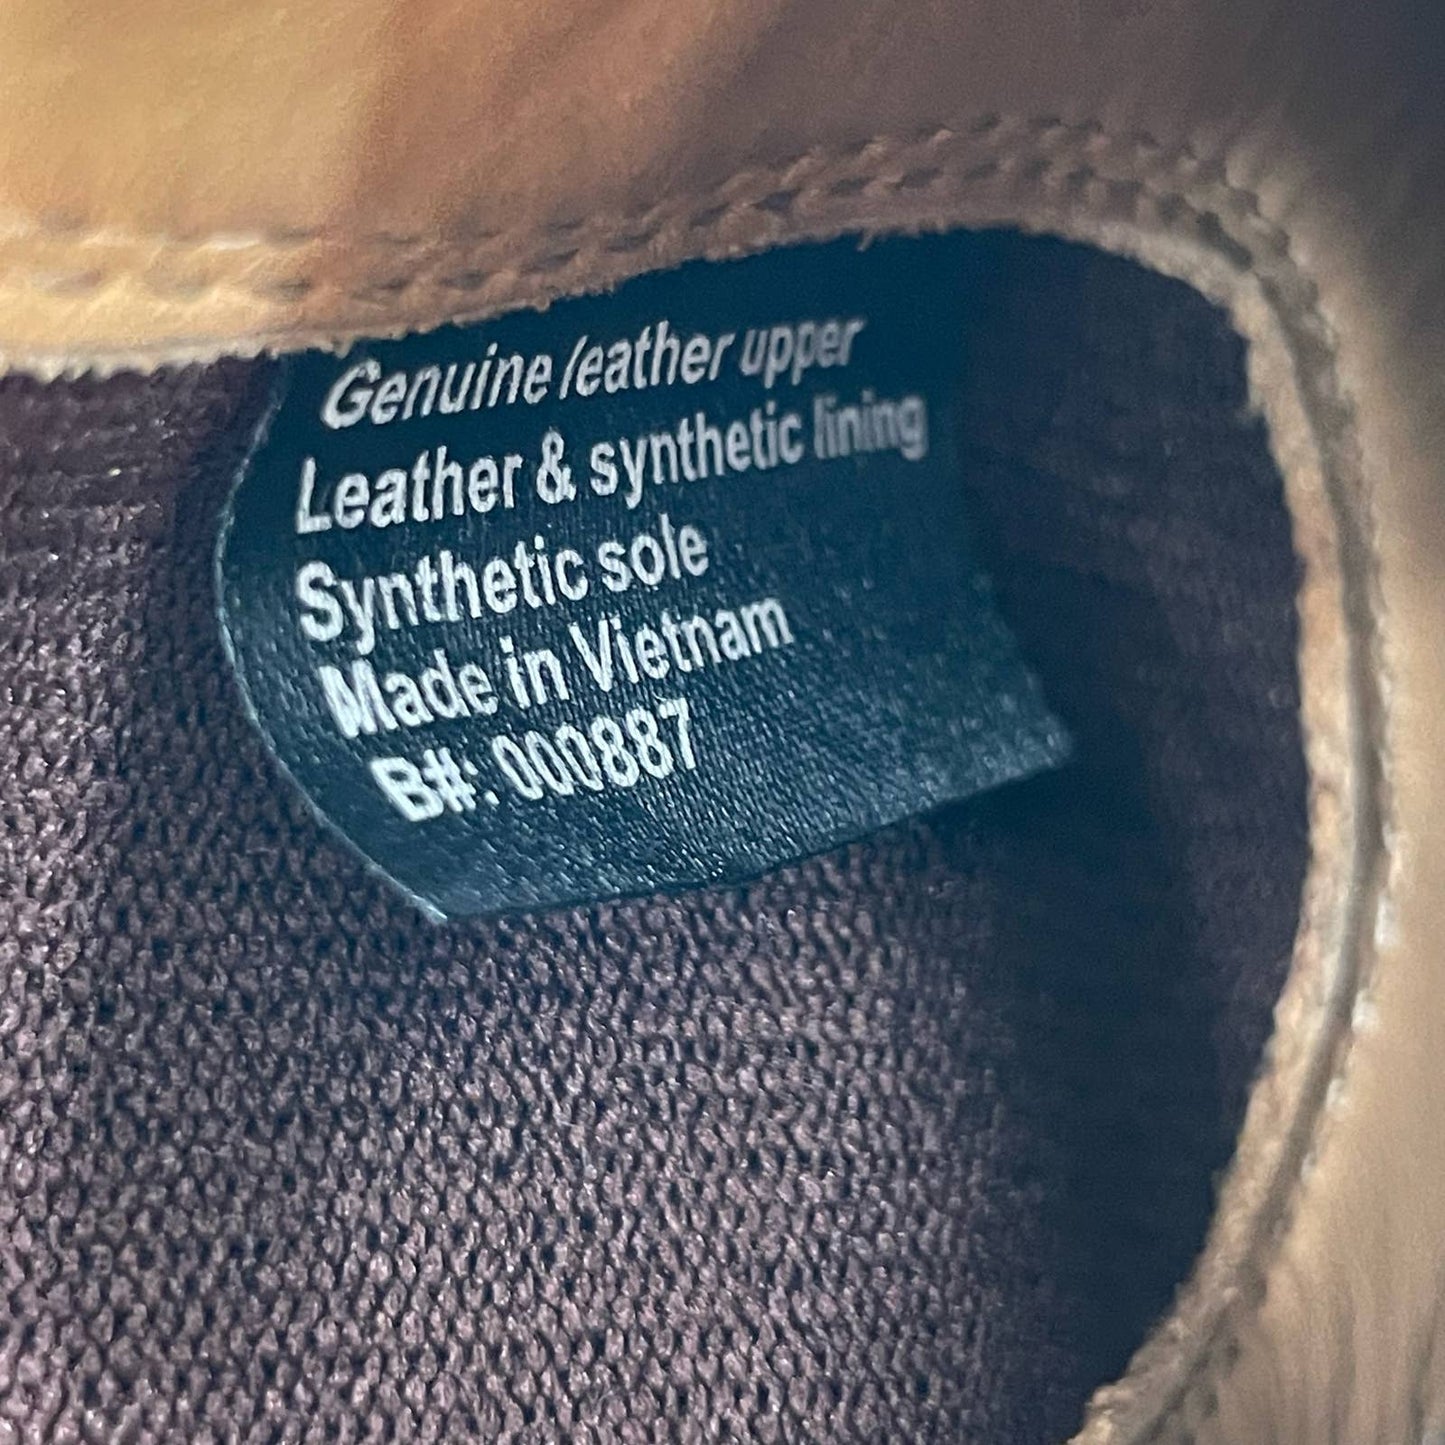 Genuine leather upper
Leather & synthetic lining
Synthetic sole
Made in Vietnam
B#: 000887